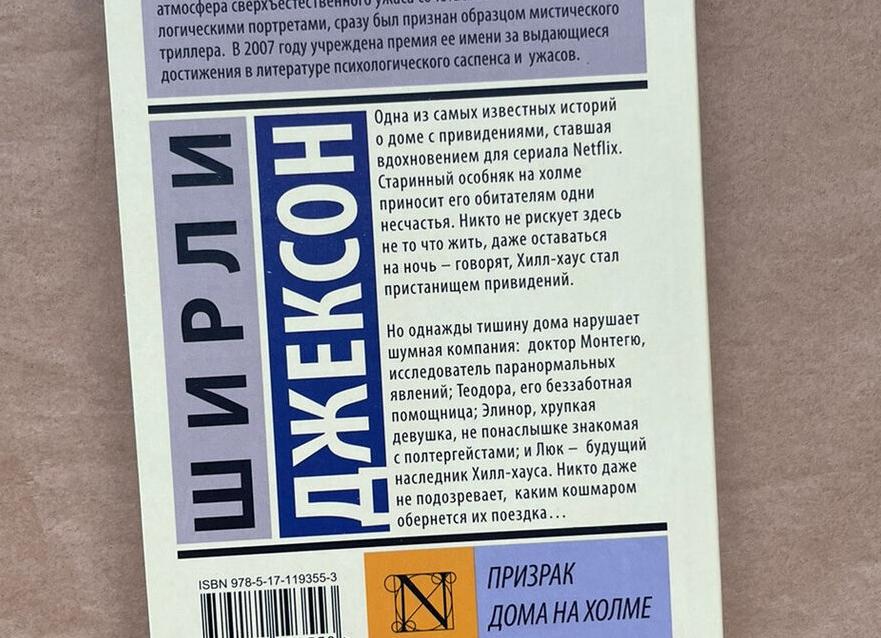 атмосфера сверхъестественного ужаса со
логическими портретами, сразу был признан образцом мистического
триллера. В 2007 году учреждена премия ее имени за выдающиеся
достижения в литературе психологического саспенса и ужасов.
ШИРЛИ
ДЖЕКСОН
Одна из самых известных историй
о доме с привидениями, ставшая
вдохновением для сериала Netflix.
Старинный особняк на холме
приносит его обитателям одни
несчастья. Никто не рискует здесь
не то что жить, даже оставаться
на ночь – говорят, Хилл-хаус стал
пристанищем привидений.
Но однажды тишину дома нарушает
шумная компания: доктор Монтегю,
исследователь паранормальных
явлений; Теодора, его беззаботная
помощница; Элинор, хрупкая
девушка, не понаслышке знакомая
с полтергейстами; и Люк – будущий
наследник Хилл-хауса. Никто даже
не подозревает, каким кошмаром
обернется их поездка...
ISBN 978-5-17-119355-3
N
ПРИЗРАК
ДОМА НА ХОЛМЕ